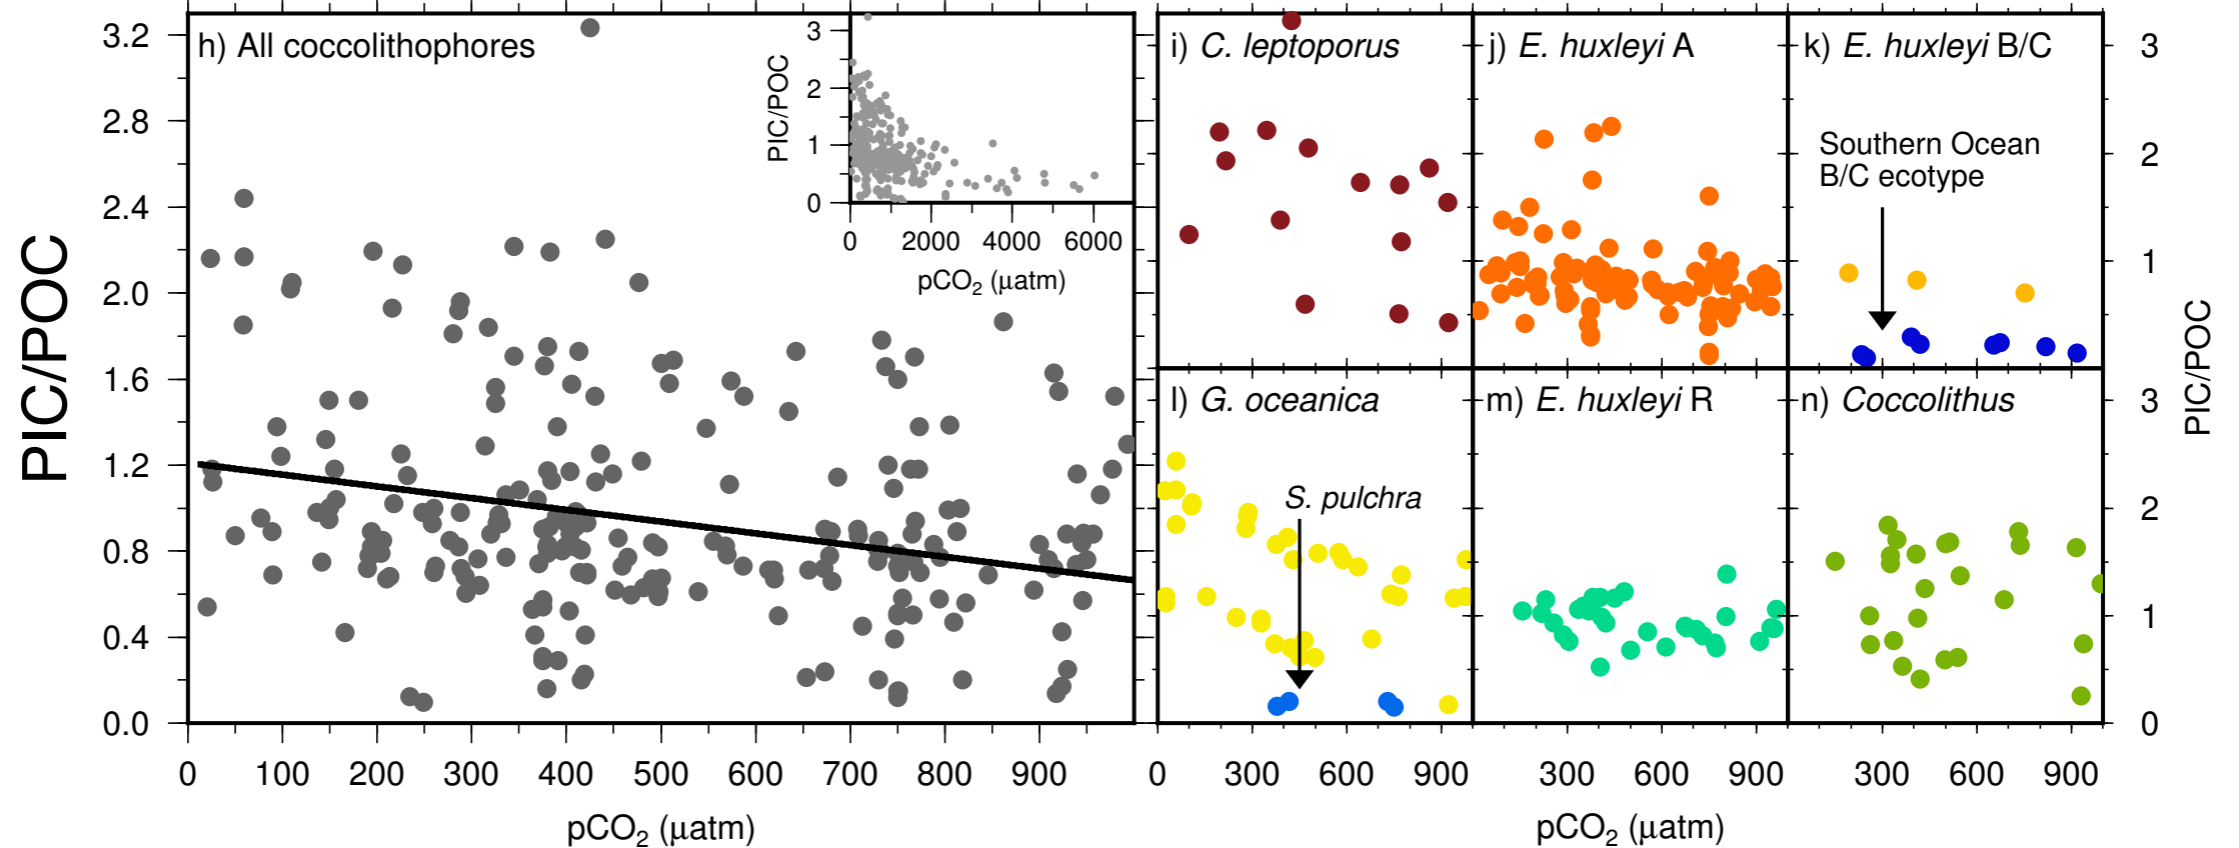 h) All coccolithophores
PIC/POC
3.2
2.8
2.4
2.0
1.6
1.2
0.8
0.4
0.0
0 100 200 300 400 500 600 700 800 900
pCO₂ (µatm)
PIC/POC
3
2
1
0
0 2000 4000 6000
pCO₂ (µatm)
i) C. leptoporus
j) E. huxleyi A
k) E. huxleyi B/C
Southern Ocean
B/C ecotype
3
2
1
PIC/POC
l) G. oceanica
S. pulchra
m) E. huxleyi R
n) Coccolithus
3
2
1
0
0 300 600 900
300 600 900
300 600 900
pCO₂ (µatm)